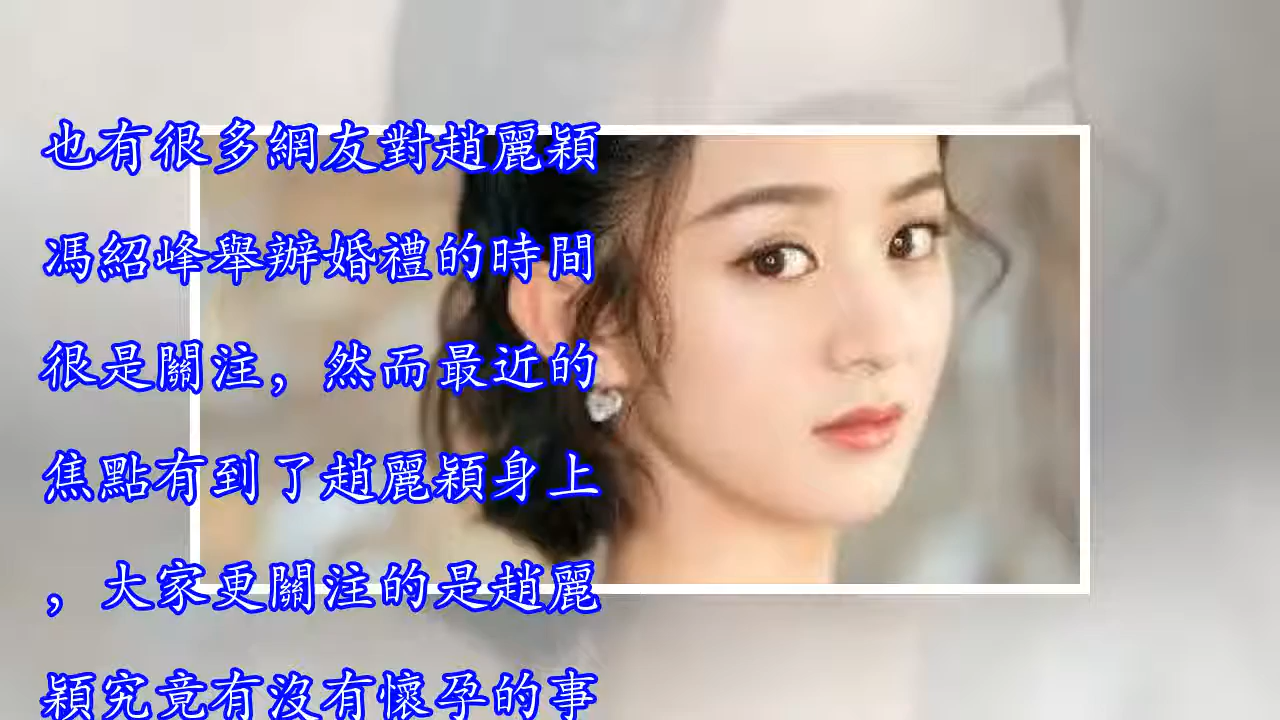 也有很多網友對趙麗穎
馮紹峰舉辦婚禮的時間
很是關注，然而最近的
焦點有到了趙麗穎身上
，大家更關注的是趙麗
穎究竟有沒有懷孕的事